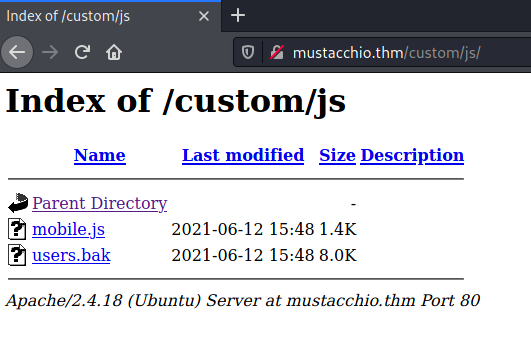 Index of /custom/js
mustacchio.thm/custom/js/
Index of /custom/js
Name Last modified Size Description
Parent Directory -
mobile.js 2021-06-12 15:48 1.4K
users.bak 2021-06-12 15:48 8.0K
Apache/2.4.18 (Ubuntu) Server at mustacchio.thm Port 80